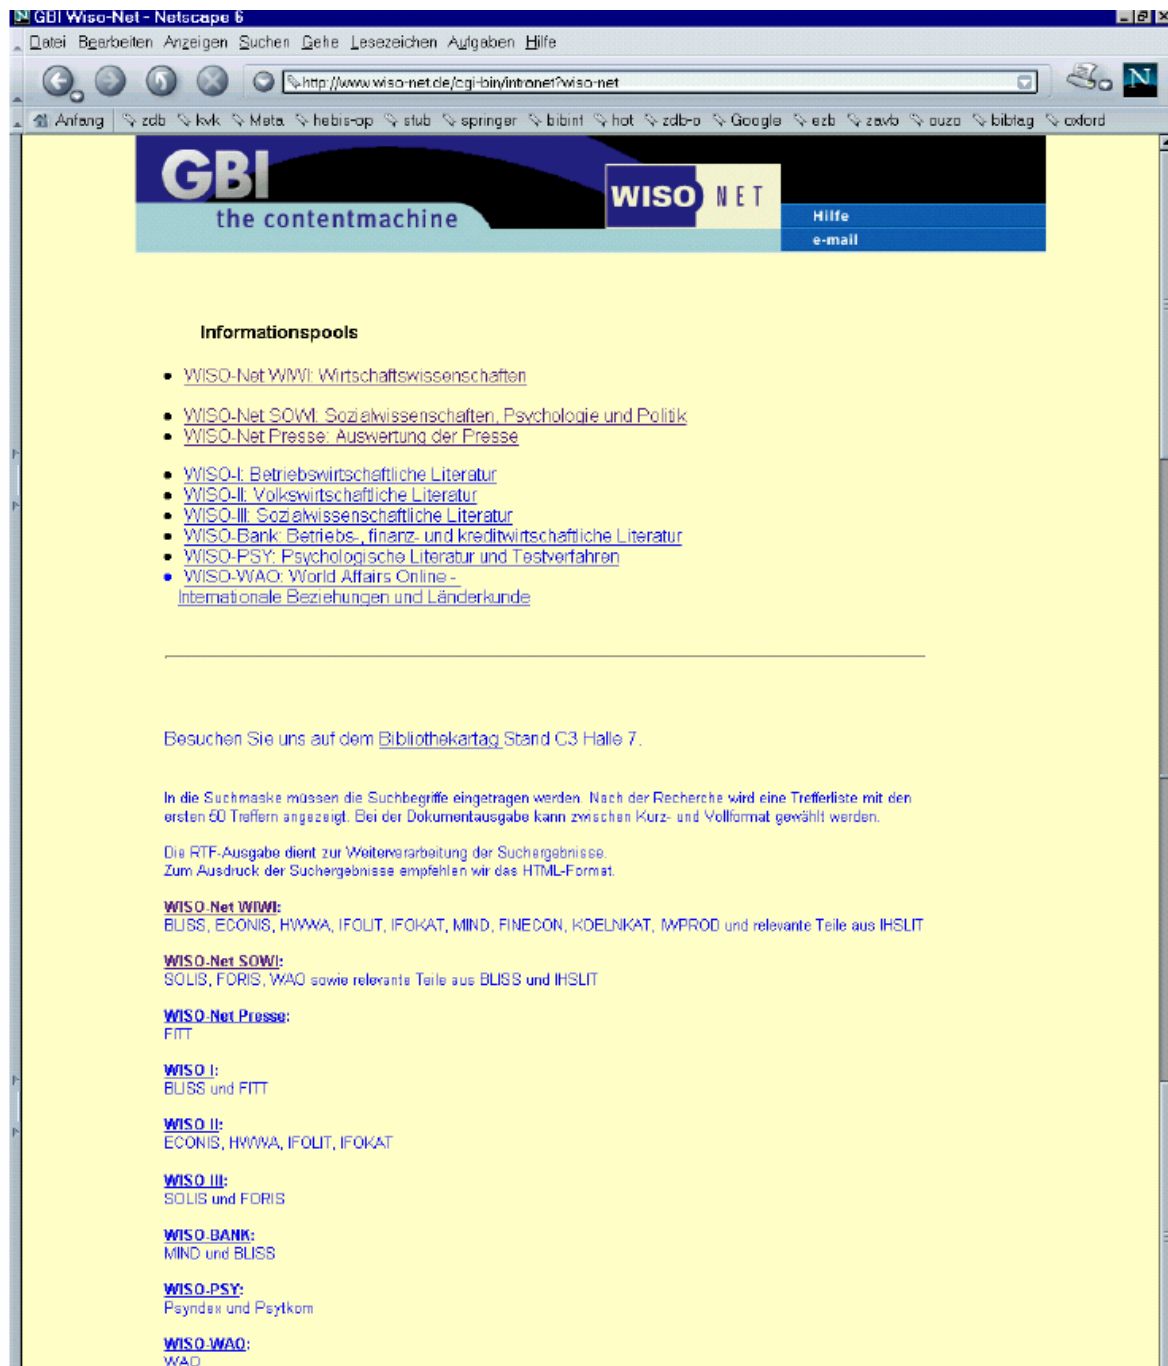 GBI Wiso-Net - Netscape 6
Datei Bearbeiten Anzeigen Suchen Gehe Lesezeichen Aufgaben Hilfe
http://www.wiso-net.de/cgi-bin/intranet?wiso-net
N
Anfang zdb kvk Meta hebis-op stub springer bibint hot zdb-o Google ezb zavb ouzo bibtag oxford
GBI
the contentmachine
WISO NET
Hilfe
e-mail
Informationspools
WISO-Net WIWI: Wirtschaftswissenschaften
WISO-Net SOWI: Sozialwissenschaften, Psychologie und Politik
WISO-Net Presse: Auswertung der Presse
WISO-I: Betriebswirtschaftliche Literatur
WISO-II: Volkswirtschaftliche Literatur
WISO-III: Sozialwissenschaftliche Literatur
WISO-Bank: Betriebs-, finanz- und kreditwirtschaftliche Literatur
WISO-PSY: Psychologische Literatur und Testverfahren
WISO-WAO: World Affairs Online -
Internationale Beziehungen und Länderkunde
Besuchen Sie uns auf dem Bibliothekartag Stand C3 Halle 7.
In die Suchmaske müssen die Suchbegriffe eingetragen werden. Nach der Recherche wird eine Trefferliste mit den
ersten 50 Treffern angezeigt. Bei der Dokumentausgabe kann zwischen Kurz- und Vollformat gewählt werden.
Die RTF-Ausgabe dient zur Weiterverarbeitung der Suchergebnisse.
Zum Ausdruck der Suchergebnisse empfehlen wir das HTML-Format.
WISO-Net WIWI:
BLISS, ECONIS, HWWA, IFOLIT, IFOKAT, MIND, FINECON, KOELNKAT, IWPROD und relevante Teile aus IHSLIT
WISO-Net SOWI:
SOLIS, FORIS, WAO sowie relevante Teile aus BLISS und IHSLIT
WISO-Net Presse:
FITT
WISO I:
BLISS und FITT
WISO II:
ECONIS, HWWA, IFOLIT, IFOKAT
WISO III:
SOLIS und FORIS
WISO-BANK:
MIND und BLISS
WISO-PSY:
Psyndex und Psytkom
WISO-WAO:
WAO